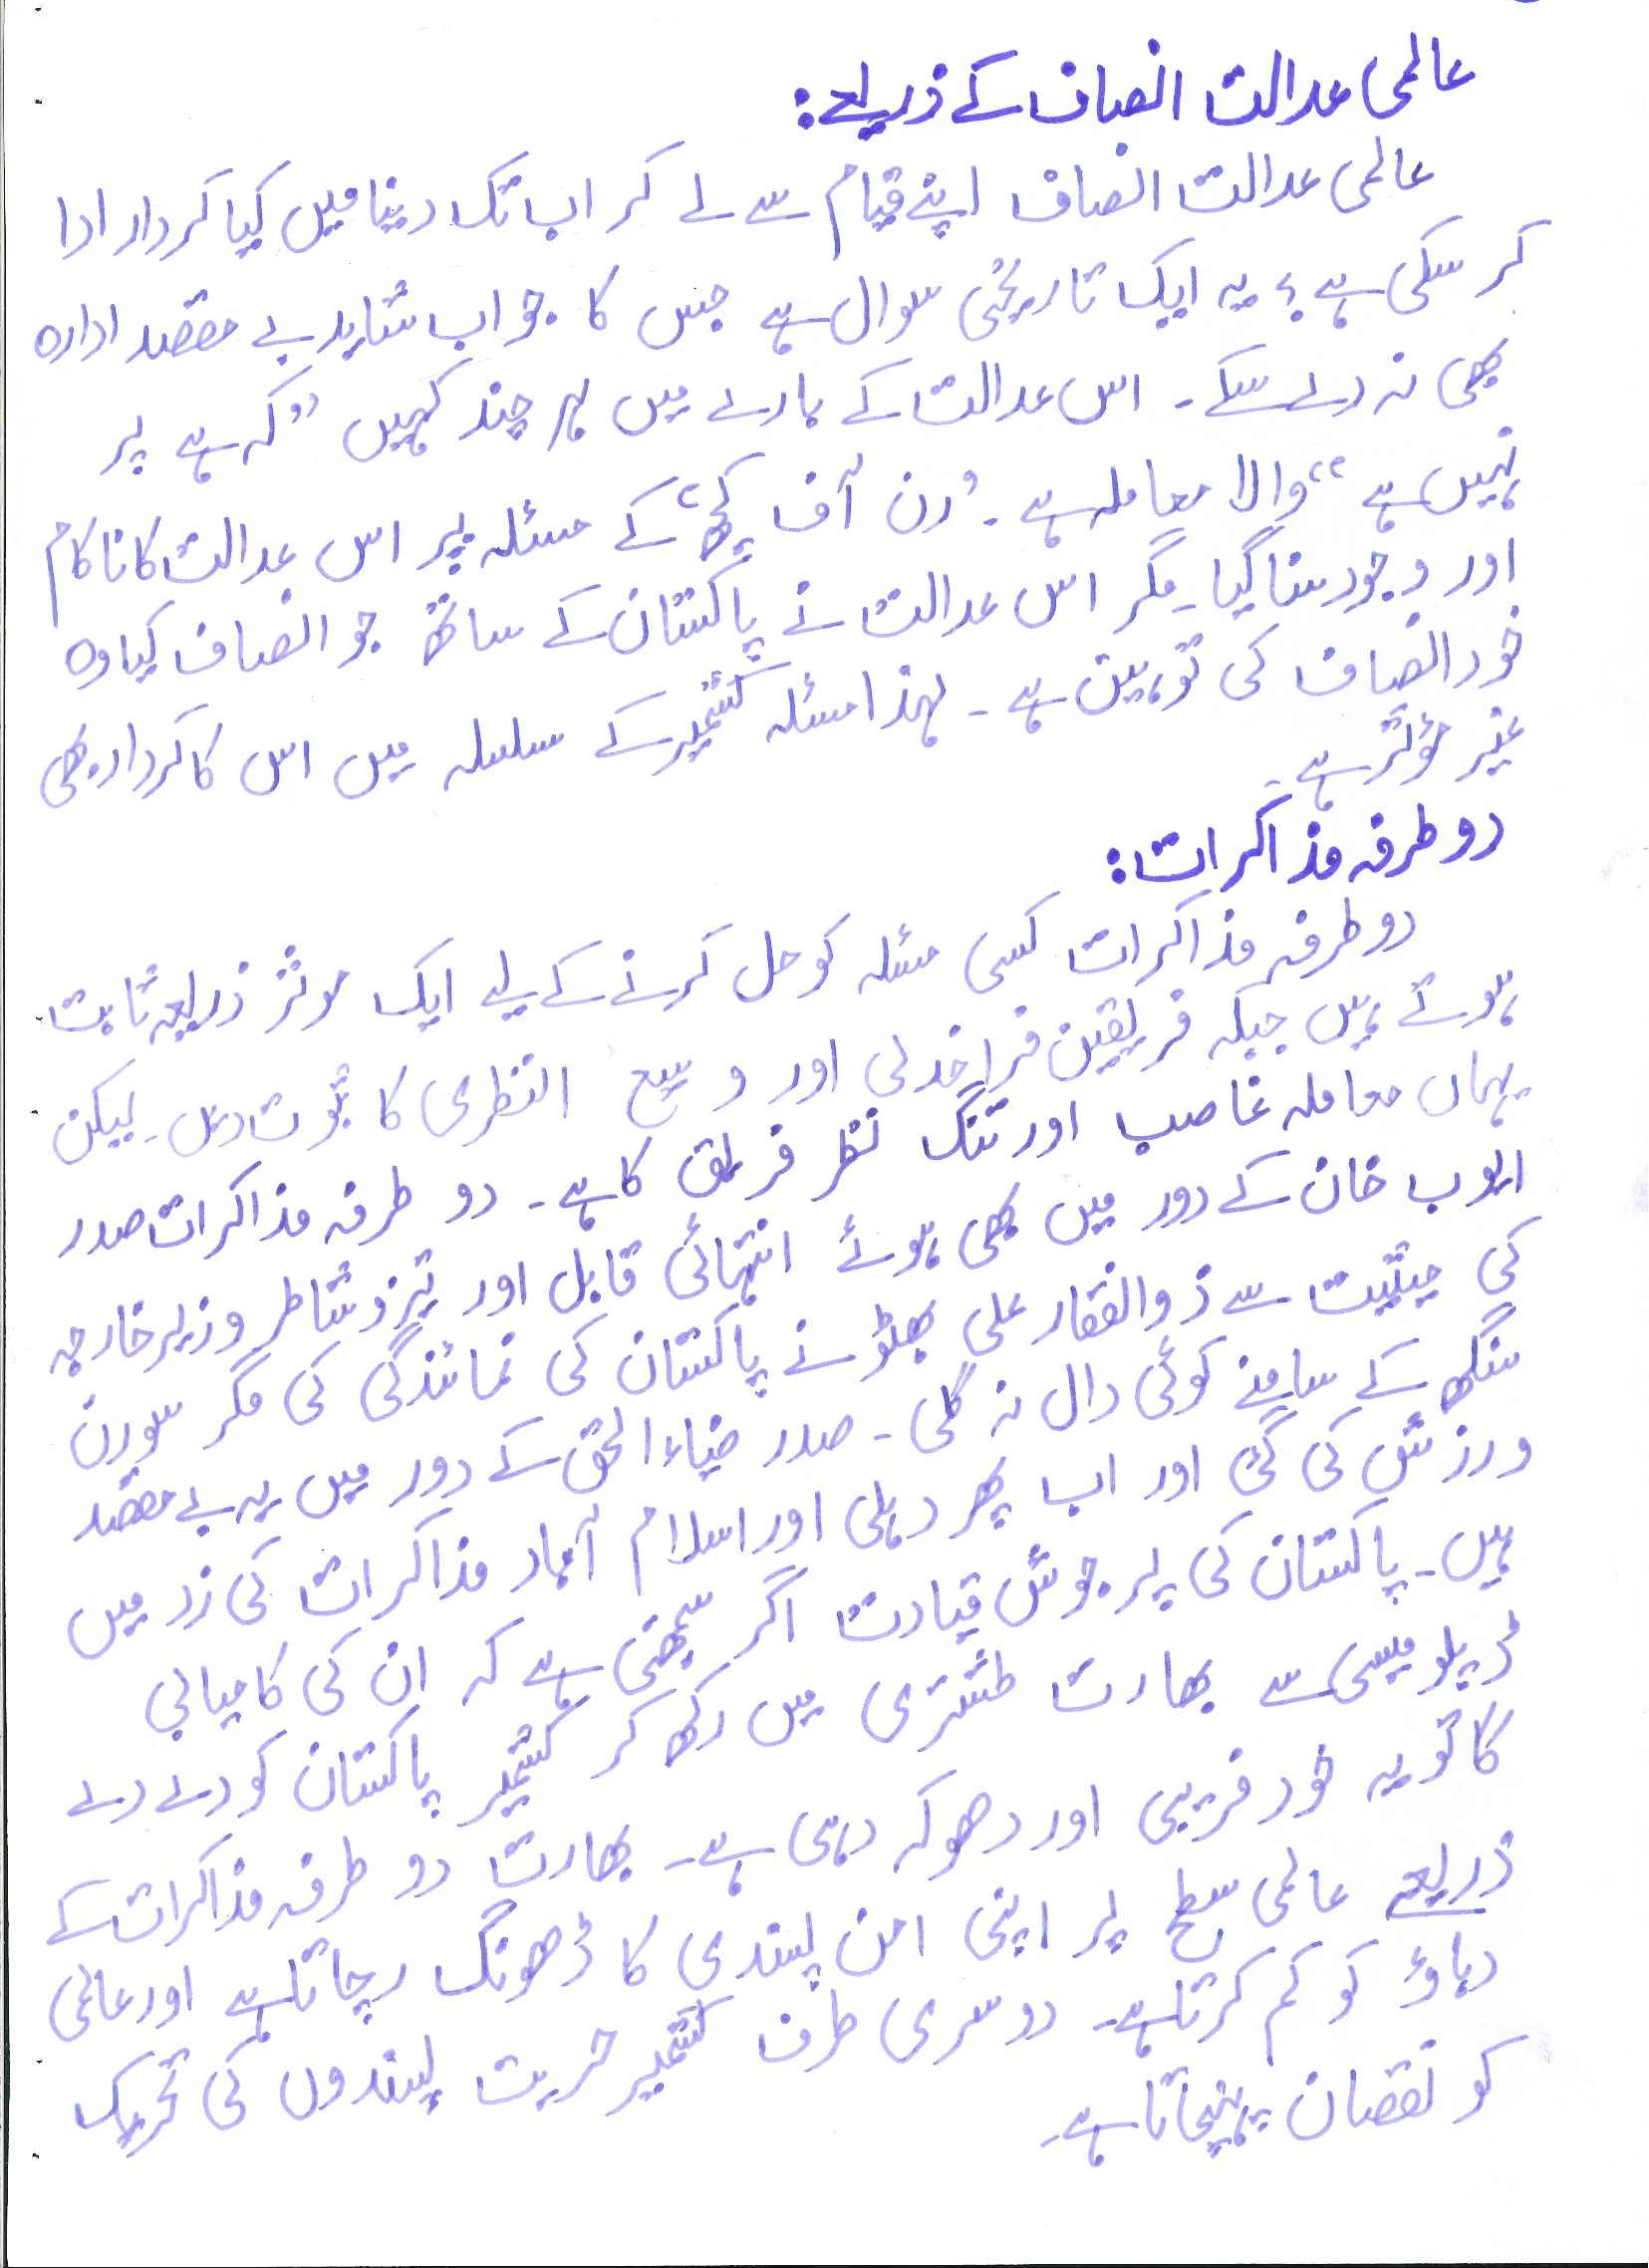 عالمی عدالت انصاف کے ذریعے:
عالمی عدالت انصاف اپنے قیام سے لے کر اب تک دینا میں کیا کردار ادا
کر سکی ہے؟ یہ ایک تاریخی سوال ہے جس کا جواب شاید بے مقصد ادارہ
بھی نہ دے سکے۔ اس عدالت کے بارے میں ہر چند کہیں "کہ ہے پر
نہیں ہے" والا معاملہ ہے۔ "رن آف کچھ" کے مسئلہ پر اس عدالت کا ناکام
اور وجود سنا گیا۔ مگر اس عدالت نے پاکستان کے ساتھ جو انصاف کیا وہ
خود انصاف کی توہین ہے۔ لہذا مسئلہ کشمیر کے سلسلہ میں اس کا کردار بھی
غیر مؤثر ہے۔
دو طرفہ مذاکرات:
دو طرفہ مذاکرات کسی مسئلہ کو حل کرنے کے لیے ایک موثر ذریعہ ثابت
ہوئے ہیں جبکہ فریقین فراخدلی اور وسیع النظری کا ثبوت دیں۔ لیکن
یہاں معاملہ غاصب اور تنگ نظر فریق کا ہے۔ دو طرفہ مذاکرات صدر
ایوب خان کے دور میں بھی ہوئے انتہائی قابل اور تیز و شاطر وزیر خارجہ
کی حیثیت سے ذوالفقار علی بھٹو نے پاکستان کی نمائندگی کی مگر سورن
سنگھ کے سامنے کوئی دال نہ گلی۔ صدر ضیاء الحق کے دور میں یہ بے مقصد
ورزش کی گئی اور اب پھر دہلی اور اسلام آباد مذاکرات کی زد میں
ہیں۔ پاکستان کی پر جوش قیادت اگر سمجھتی ہے کہ ان کی کامیابی
ڈپلومیسی سے بھارت طشتری میں رکھ کر کشمیر پاکستان کو دے دے
گا تو یہ خود فریبی اور دھوکہ دہی ہے۔ بھارت دو طرفہ مذاکرات کے
ذریعے عالمی سطح پر اپنی امن پسندی کا ڈھونگ رچاتا ہے اور عالمی
دباؤ کو کم کرتا ہے۔ دوسری طرف کشمیر حریت پسندوں کی تحریک
کو نقصان پہنچاتا ہے۔